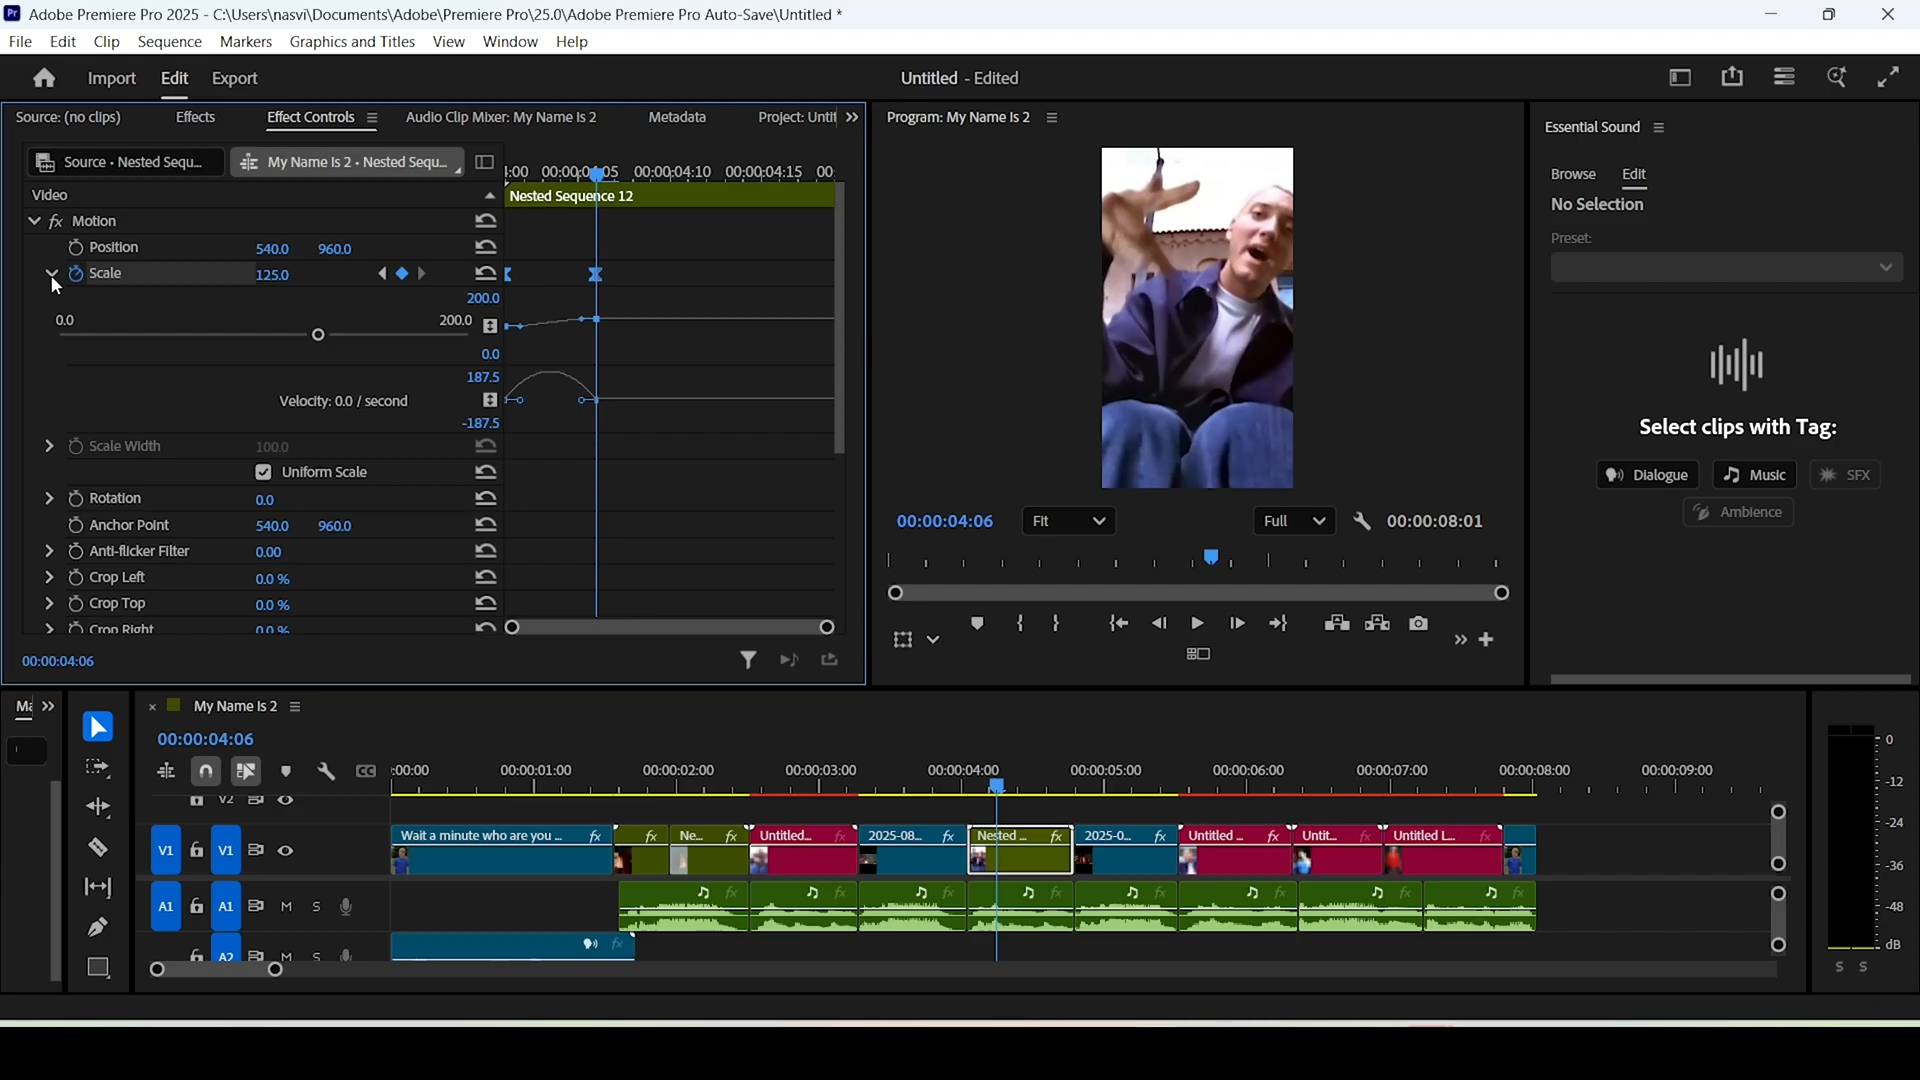 Pr Adobe Premiere Pro 2025 - C:\Users\nasvi\Documents\Adobe\Premiere Pro\25.0\Adobe Premiere Pro Auto-Save\Untitled *
File Edit Clip Sequence Markers Graphics and Titles View Window Help
Import Edit Export Untitled - Edited
Source: (no clips) Effects Effect Controls Audio Clip Mixer: My Name Is 2 Metadata Project: Untit
Program: My Name Is 2
Essential Sound
Source • Nested Sequ... My Name Is 2 • Nested Sequ...
00:00:04:10 00:00:04:15
Browse Edit
Video
Nested Sequence 12
No Selection
Motion
Preset:
Position 540.0 960.0
Scale 125.0
200.0
0.0 200.0
0.0
187.5
Velocity: 0.0 / second
-187.5
Select clips with Tag:
Scale Width 100.0
Uniform Scale
Dialogue Music SFX
Rotation 0.0
Ambience
Anchor Point 540.0 960.0
00:00:04:06 Fit Full 00:00:08:01
Anti-flicker Filter 0.00
Crop Left 0.0 %
Crop Top 0.0 %
Crop Right 0.0 %
00:00:04:06
My Name Is 2
00:00:04:06
:00:00 00:00:01:00 00:00:02:00 00:00:03:00 00:00:04:00 00:00:05:00 00:00:06:00 00:00:07:00 00:00:08:00 00:00:09:00
V2
Wait a minute who are you ... fx fx Ne... fx Untitled... fx 2025-08... fx Nested ... fx 2025-0... fx Untitled ... fx Untit... fx Untitled L... fx
V1 V1
A1 A1 M S
A2 M S
0
-12
-24
-36
-48
dB
S S